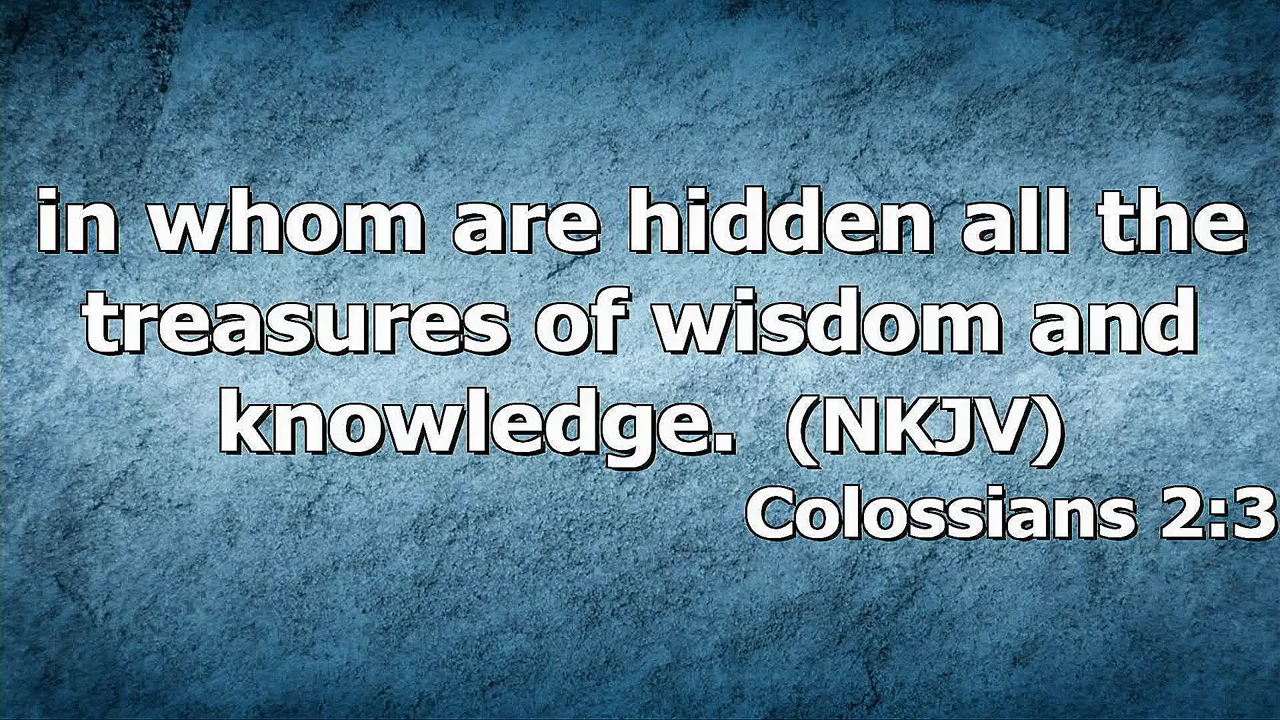 in whom are hidden all the
treasures of wisdom and
knowledge. (NKJV)
Colossians 2:3